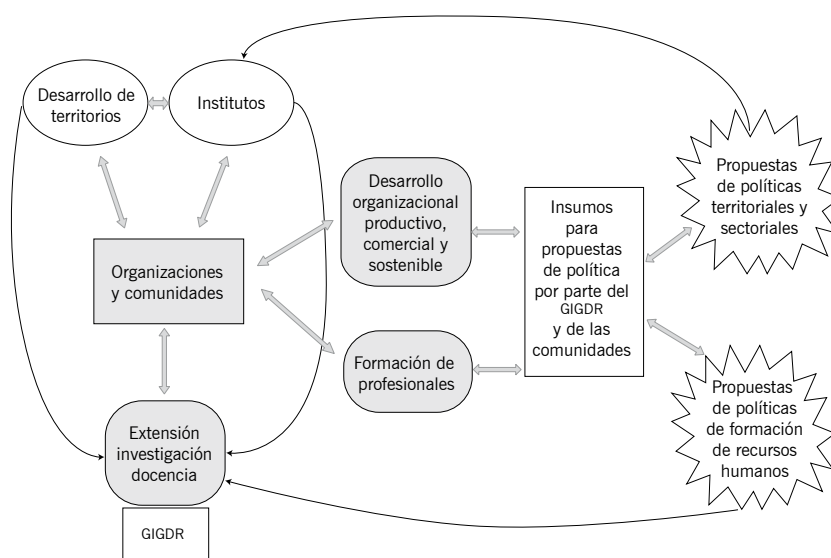 Desarrollo de
territorios
Institutos
Organizaciones
y comunidades
Extensión
investigación
docencia
GIGDR
Desarrollo
organizacional
productivo,
comercial y
sostenible
Formación de
profesionales
Insumos
para
propuestas
de política
por parte del
GIGDR
y de las
comunidades
Propuestas
de políticas
territoriales y
sectoriales
Propuestas
de políticas
de formación
de recursos
humanos